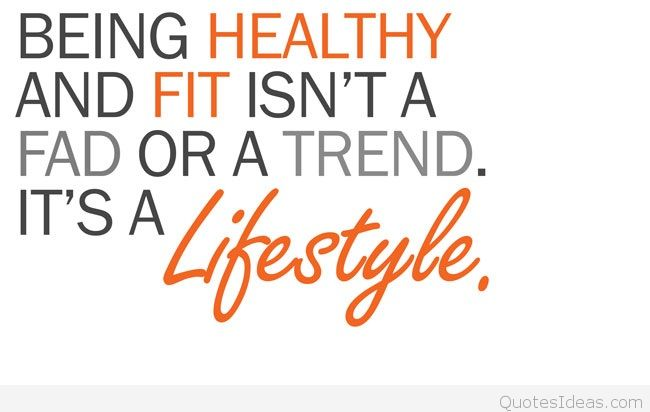 BEING HEALTHY
AND FIT ISN'T A
FAD OR A TREND.
IT'S A Lifestyle.
QuotesIdeas.com